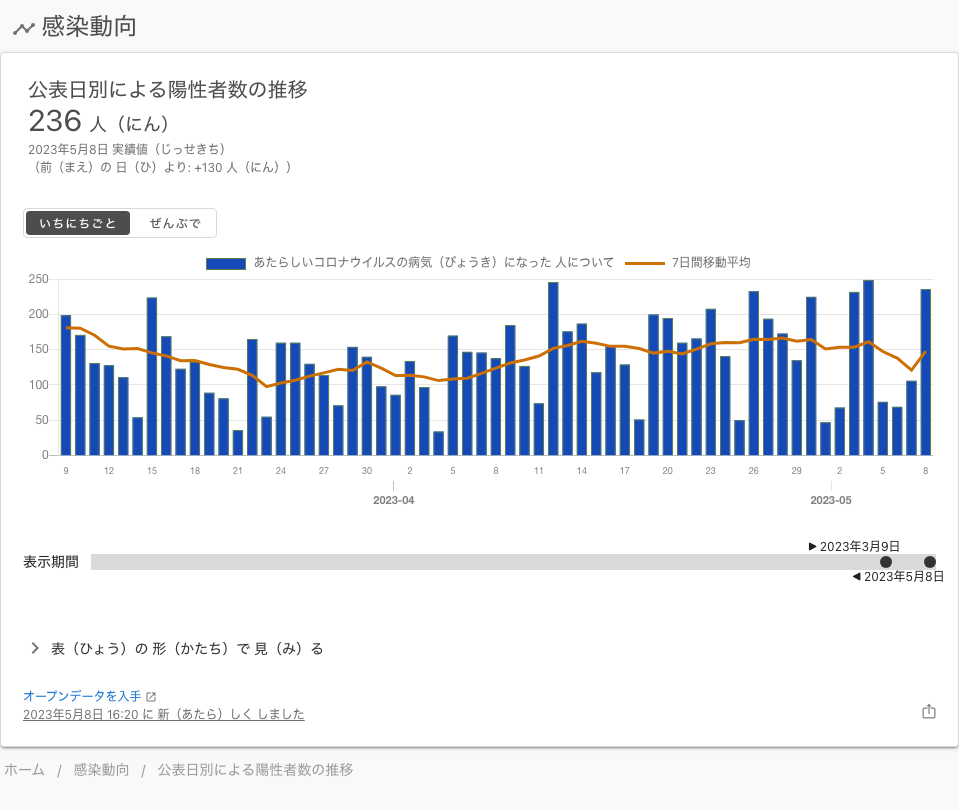 感染動向
公表日別による陽性者数の推移
236 人（にん）
2023年5月8日 実績値（じっせきち）
（前（まえ）の 日（ひ）より: +130 人（にん））
いちにちごと ぜんぶで
あたらしいコロナウイルスの病気（びょうき）になった 人について 7日間移動平均
250
200
150
100
50
0
9 12 15 18 21 24 27 30 2 5 8 11 14 17 20 23 26 29 2 5 8
2023-04 2023-05
▶ 2023年3月9日
表示期間
◀ 2023年5月8日
表（ひょう）の 形（かたち）で 見（み）る
オープンデータを入手
2023年5月8日 16:20 に 新（あたら）しく しました
ホーム / 感染動向 / 公表日別による陽性者数の推移